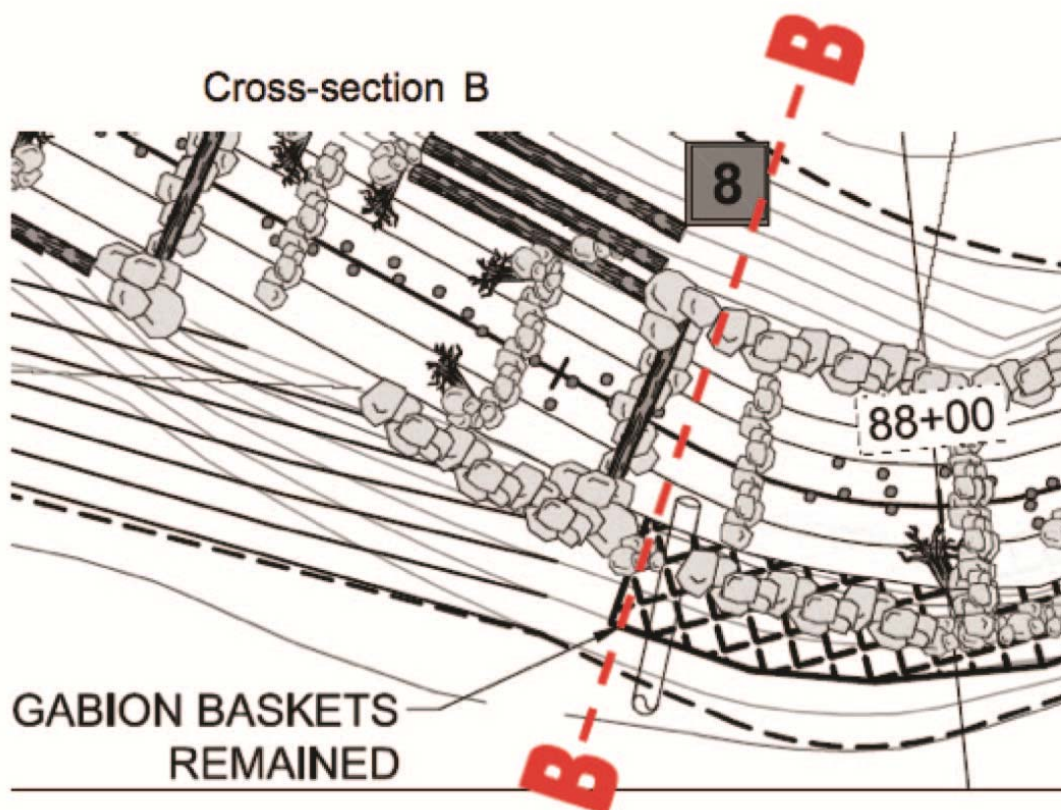 B
Cross-section B
8
88+00
GABION BASKETS
REMAINED
B